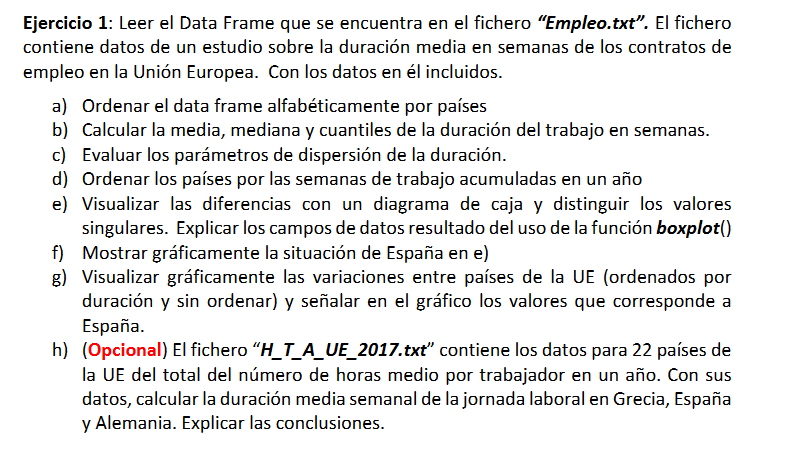 Ejercicio 1: Leer el Data Frame que se encuentra en el fichero “Empleo.txt”. El fichero
contiene datos de un estudio sobre la duración media en semanas de los contratos de
empleo en la Unión Europea. Con los datos en él incluidos.
a) Ordenar el data frame alfabéticamente por países
b) Calcular la media, mediana y cuantiles de la duración del trabajo en semanas.
c) Evaluar los parámetros de dispersión de la duración.
d) Ordenar los países por las semanas de trabajo acumuladas en un año
e) Visualizar las diferencias con un diagrama de caja y distinguir los valores
singulares. Explicar los campos de datos resultado del uso de la función boxplot()
f) Mostrar gráficamente la situación de España en e)
g) Visualizar gráficamente las variaciones entre países de la UE (ordenados por
duración y sin ordenar) y señalar en el gráfico los valores que corresponde a
España.
h) (Opcional) El fichero “H_T_A_UE_2017.txt” contiene los datos para 22 países de
la UE del total del número de horas medio por trabajador en un año. Con sus
datos, calcular la duración media semanal de la jornada laboral en Grecia, España
y Alemania. Explicar las conclusiones.